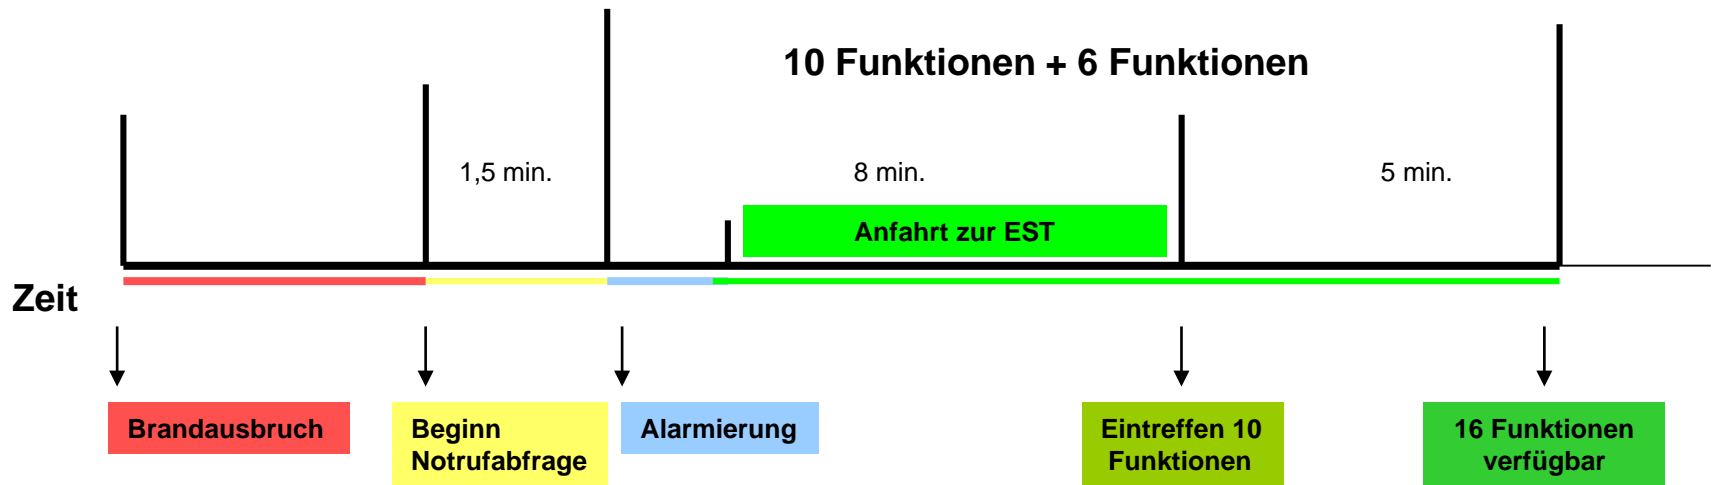 10 Funktionen + 6 Funktionen
1,5 min.
8 min.
5 min.
Anfahrt zur EST
Zeit
Brandausbruch
Beginn
Notrufabfrage
Alarmierung
Eintreffen 10
Funktionen
16 Funktionen
verfügbar